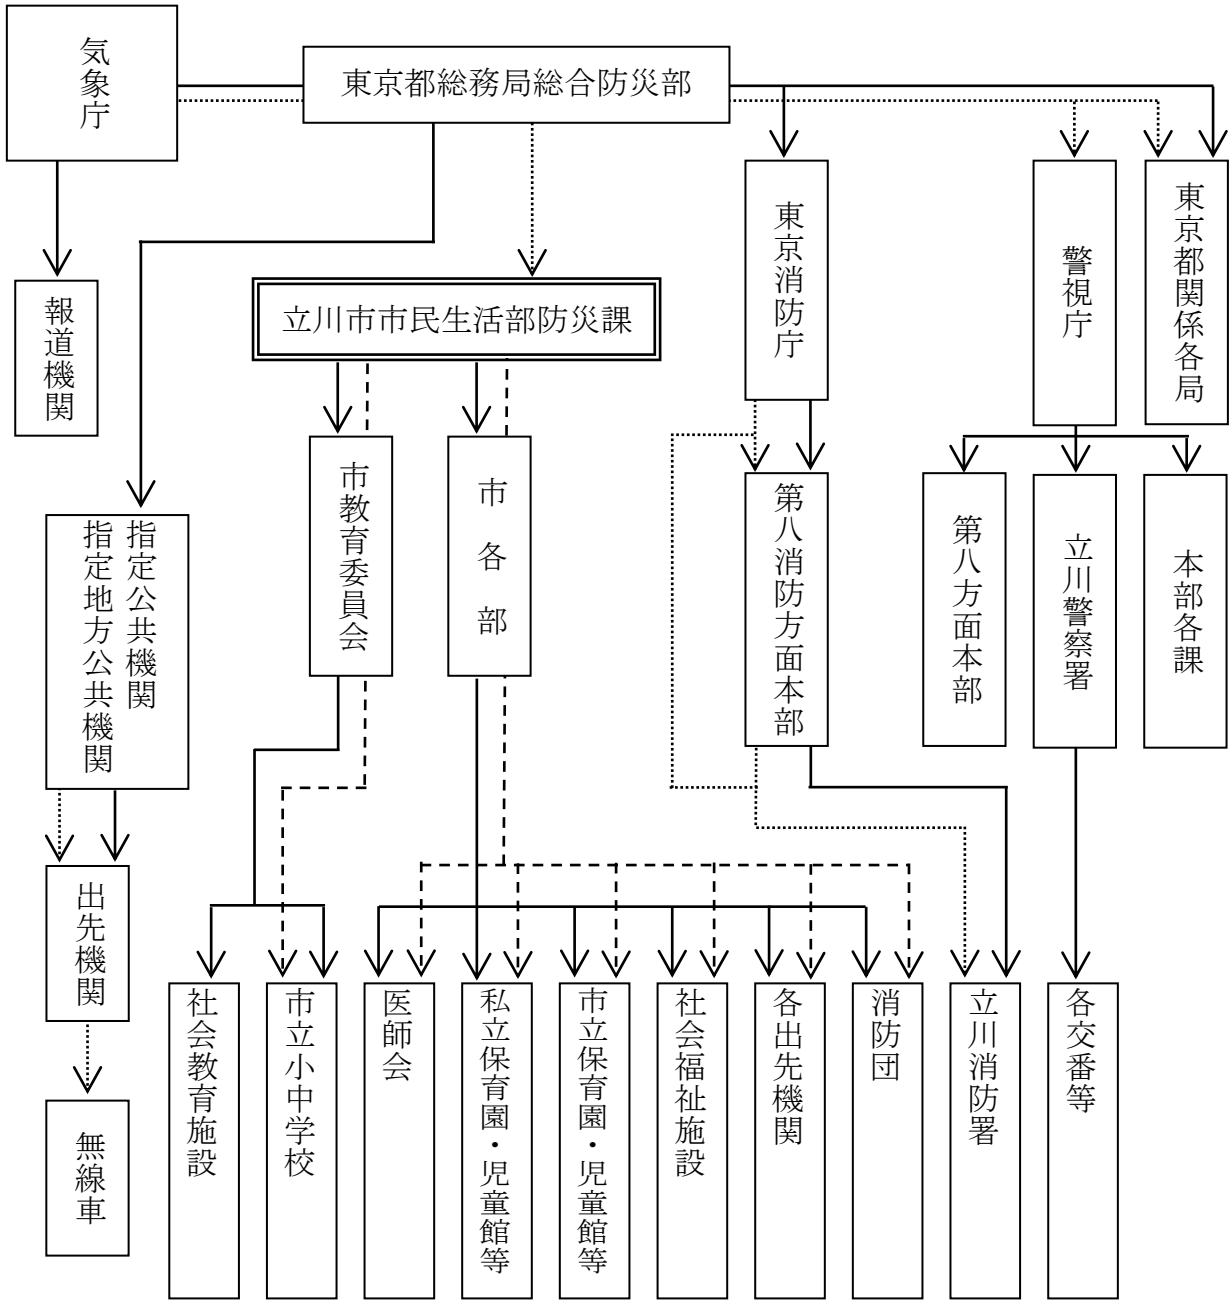 気象庁
東京都総務局総合防災部
東京消防庁
警視庁
東京都関係各局
報道機関
立川市市民生活部防災課
市教育委員会
市各部
指定公共機関
指定地方公共機関
第八消防方面本部
第八方面本部
立川警察署
本部各課
出先機関
無線車
社会教育施設
市立小中学校
医師会
私立保育園・児童館等
市立保育園・児童館等
社会福祉施設
各出先機関
消防団
立川消防署
各交番等